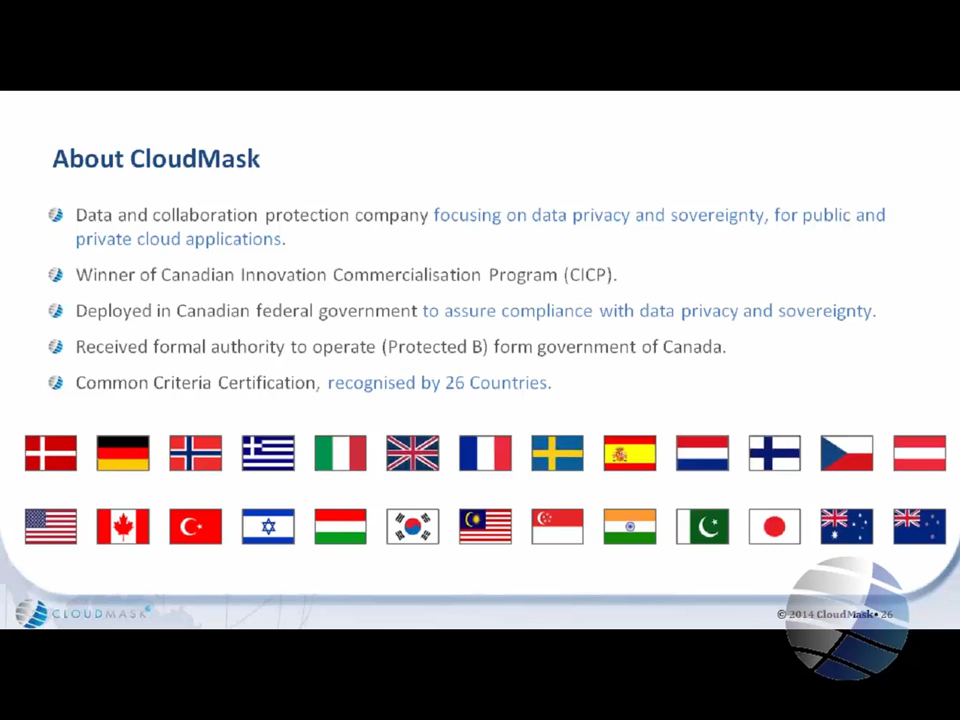 About CloudMask
Data and collaboration protection company focusing on data privacy and sovereignty, for public and
private cloud applications.
Winner of Canadian Innovation Commercialisation Program (CICP).
Deployed in Canadian federal government to assure compliance with data privacy and sovereignty.
Received formal authority to operate (Protected B) form government of Canada.
Common Criteria Certification, recognised by 26 Countries.
CLOUDMASK
© 2014 CloudMask• 26